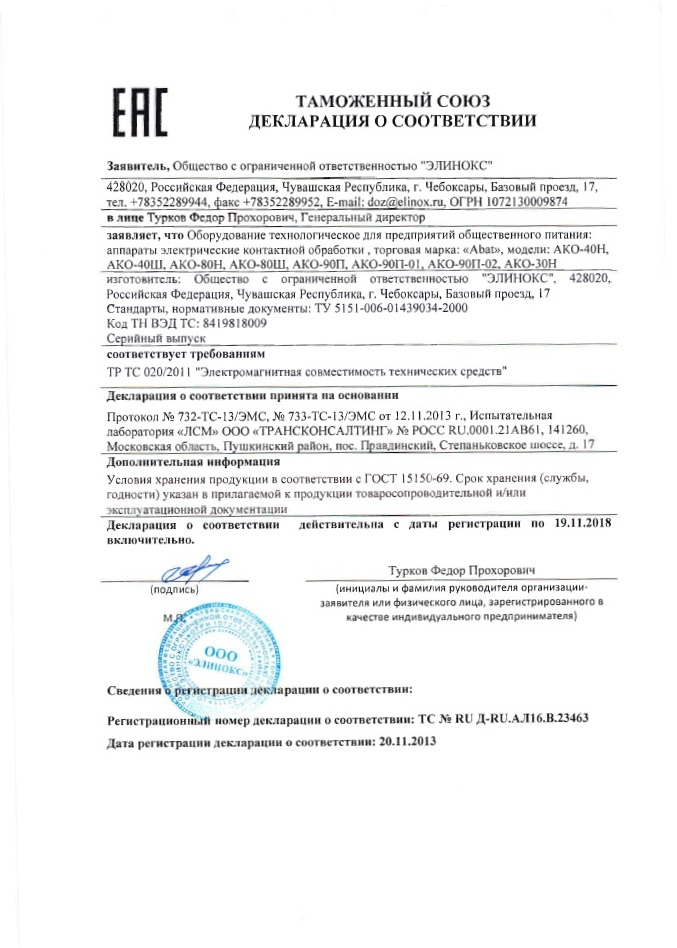 EAC
ТАМОЖЕННЫЙ СОЮЗ
ДЕКЛАРАЦИЯ О СООТВЕТСТВИИ
Заявитель, Общество с ограниченной ответственностью "ЭЛИНОКС"
428020, Российская Федерация, Чувашская Республика, г. Чебоксары, Базовый проезд, 17,
тел. +78352289944, факс +78352289952, E-mail: doz@elinox.ru, ОГРН 1072130009874
в лице Турков Федор Прохорович, Генеральный директор
заявляет, что Оборудование технологическое для предприятий общественного питания:
аппараты электрические контактной обработки , торговая марка: «Abat», модели: АКО-40Н,
АКО-40Ш, АКО-80Н, АКО-80Ш, АКО-90П, АКО-90П-01, АКО-90П-02, АКО-30Н
изготовитель: Общество с ограниченной ответственностью "ЭЛИНОКС", 428020,
Российская Федерация, Чувашская Республика, г. Чебоксары, Базовый проезд, 17
Стандарты, нормативные документы: ТУ 5151-006-01439034-2000
Код ТН ВЭД ТС: 8419818009
Серийный выпуск
соответствует требованиям
ТР ТС 020/2011 "Электромагнитная совместимость технических средств"
Декларация о соответствии принята на основании
Протокол № 732-ТС-13/ЭМС, № 733-ТС-13/ЭМС от 12.11.2013 г., Испытательная
лаборатория «ЛСМ» ООО «ТРАНСКОНСАЛТИНГ» № РОСС RU.0001.21АВ61, 141260,
Московская область, Пушкинский район, пос. Правдинский, Степаньковское шоссе, д. 17
Дополнительная информация
Условия хранения продукции в соответствии с ГОСТ 15150-69. Срок хранения (службы,
годности) указан в прилагаемой к продукции товаросопроводительной и/или
эксплуатационной документации
Декларация о соответствии действительна с даты регистрации по 19.11.2018
включительно.
Турков Федор Прохорович
(подпись)
(инициалы и фамилия руководителя организации-
заявителя или физического лица, зарегистрированного в
качестве индивидуального предпринимателя)
М.П.
ООО
«ЭЛИНОКС»
Сведения о регистрации декларации о соответствии:
Регистрационный номер декларации о соответствии: ТС № RU Д-RU.АЛ16.В.23463
Дата регистрации декларации о соответствии: 20.11.2013